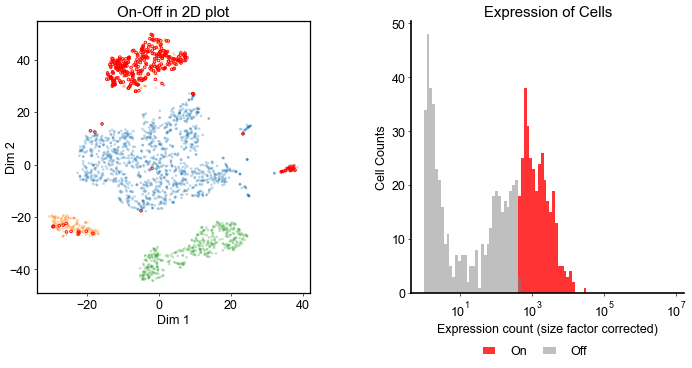 On-Off in 2D plot
Dim 2
40
20
0
−20
−40
−20
0
20
40
Dim 1
Expression of Cells
Cell Counts
50
40
30
20
10
0
10^1
10^3
10^5
10^7
Expression count (size factor corrected)
On
Off